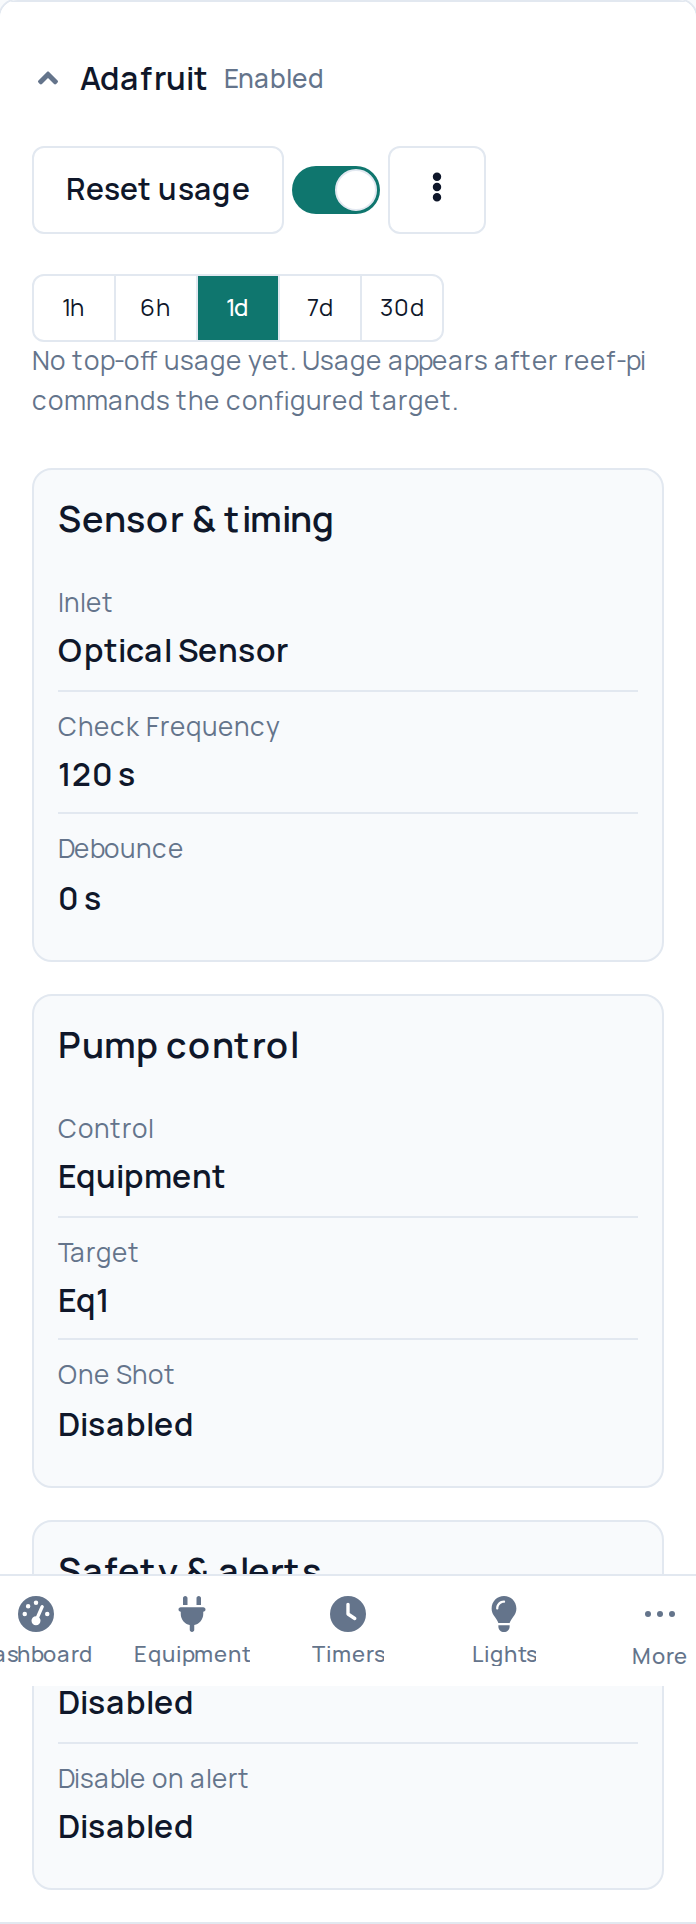 Adafruit Enabled
Reset usage
1h 6h 1d 7d 30d
No top-off usage yet. Usage appears after reef-pi
commands the configured target.
Sensor & timing
Inlet
Optical Sensor
Check Frequency
120 s
Debounce
0 s
Pump control
Control
Equipment
Target
Eq1
One Shot
Disabled
Safety & alerts
ashboard Equipment Timers Lights More
Disabled
Disable on alert
Disabled